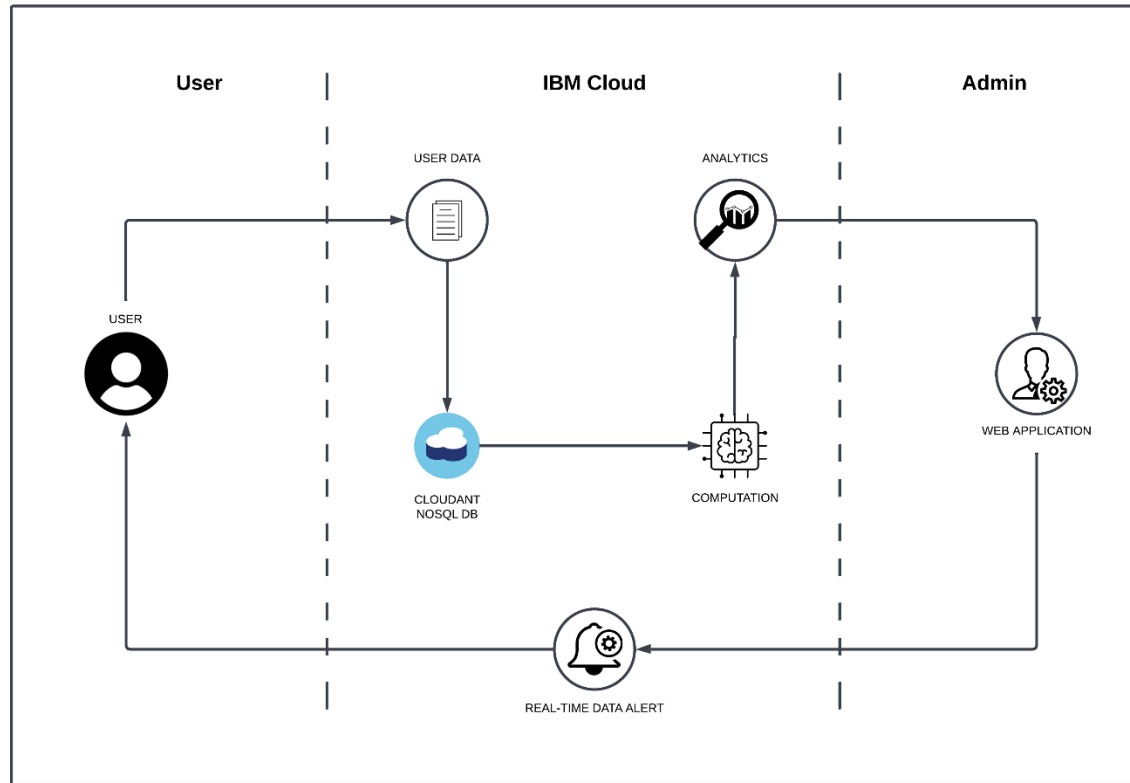 User
IBM Cloud
Admin
USER DATA
ANALYTICS
USER
WEB APPLICATION
CLOUDANT
NOSQL DB
COMPUTATION
REAL-TIME DATA ALERT